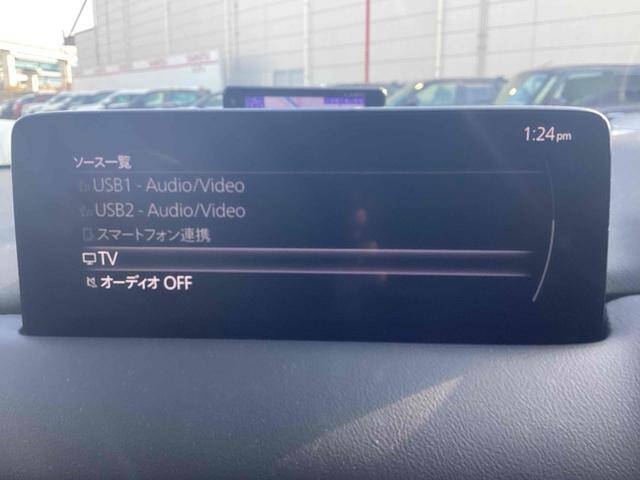 1:24pm
ソース一覧
USB1 - Audio/Video
USB2 - Audio/Video
スマートフォン連携
TV
オーディオ OFF